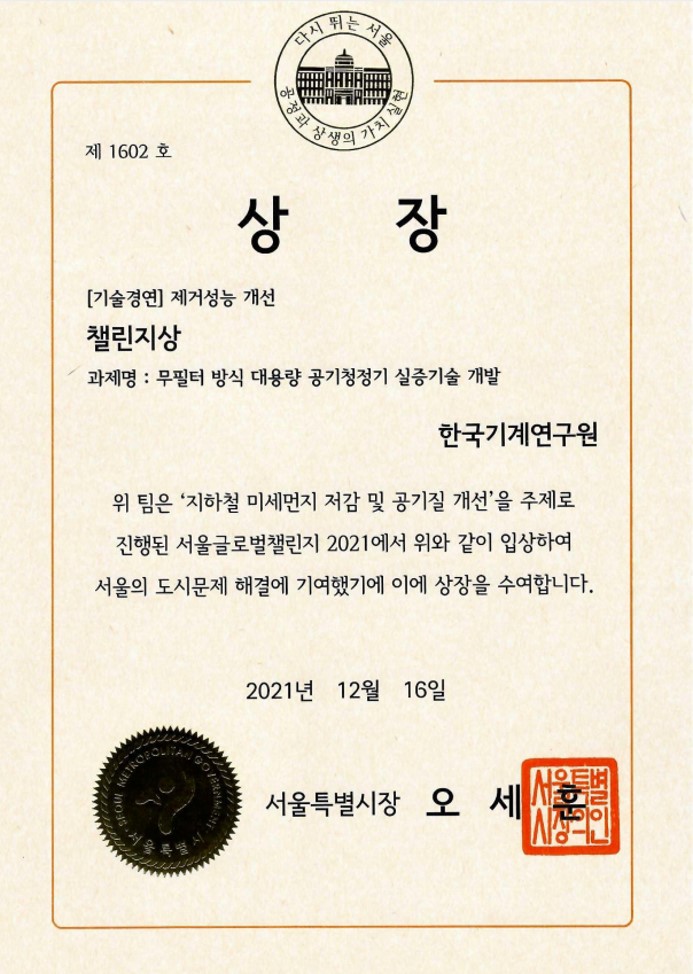 다시 뛰는 서울
공정과 상생의 가치 실현
제 1602 호
상 장
[기술경연] 제거성능 개선
챌린지상
과제명 : 무필터 방식 대용량 공기청정기 실증기술 개발
한국기계연구원
위 팀은 ‘지하철 미세먼지 저감 및 공기질 개선’을 주제로
진행된 서울글로벌챌린지 2021에서 위와 같이 입상하여
서울의 도시문제 해결에 기여했기에 이에 상장을 수여합니다.
2021년 12월 16일
SEOUL METROPOLITAN GOVERNMENT
서울특별시
서울특별시장 오 세 훈
서울특별
시장의인